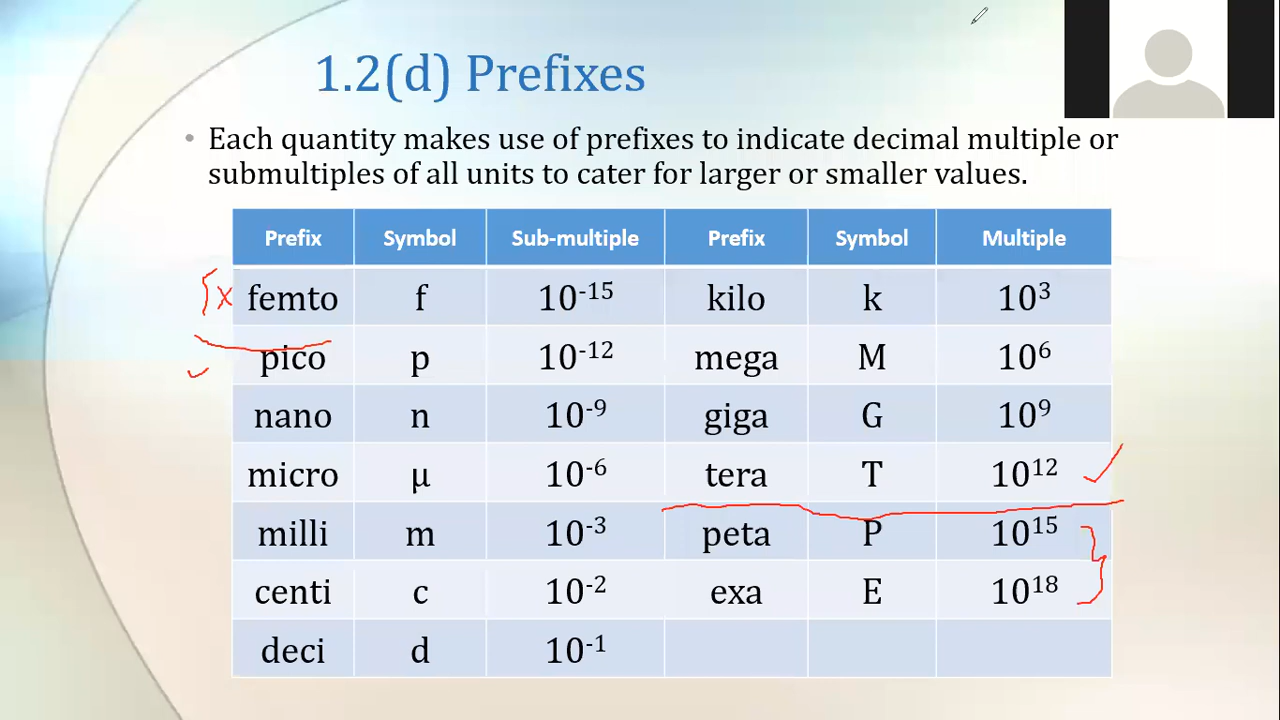 1.2(d) Prefixes
• Each quantity makes use of prefixes to indicate decimal multiple or
submultiples of all units to cater for larger or smaller values.
Prefix Symbol Sub-multiple Prefix Symbol Multiple
x femto f 10⁻¹⁵ kilo k 10³
pico p 10⁻¹² mega M 10⁶
nano n 10⁻⁹ giga G 10⁹
micro µ 10⁻⁶ tera T 10¹²
milli m 10⁻³ peta P 10¹⁵
centi c 10⁻² exa E 10¹⁸
deci d 10⁻¹